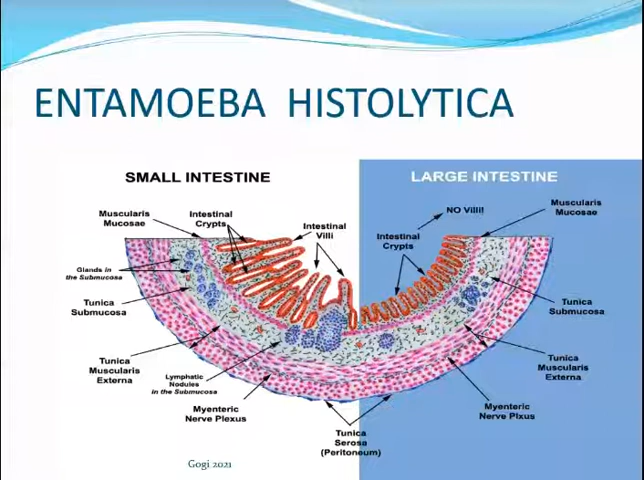 ENTAMOEBA HISTOLYTICA
SMALL INTESTINE
LARGE INTESTINE
Muscularis
Mucosae
Intestinal
Crypts
Intestinal
Villi
Glands in
the Submucosa
Tunica
Submucosa
Tunica
Muscularis
Externa
Lymphatic
Nodules
in the Submucosa
Myenteric
Nerve Plexus
Tunica
Serosa
(Peritoneum)
NO Villi!
Intestinal
Crypts
Muscularis
Mucosae
Tunica
Submucosa
Tunica
Muscularis
Externa
Myenteric
Nerve Plxus
Gogi 2021